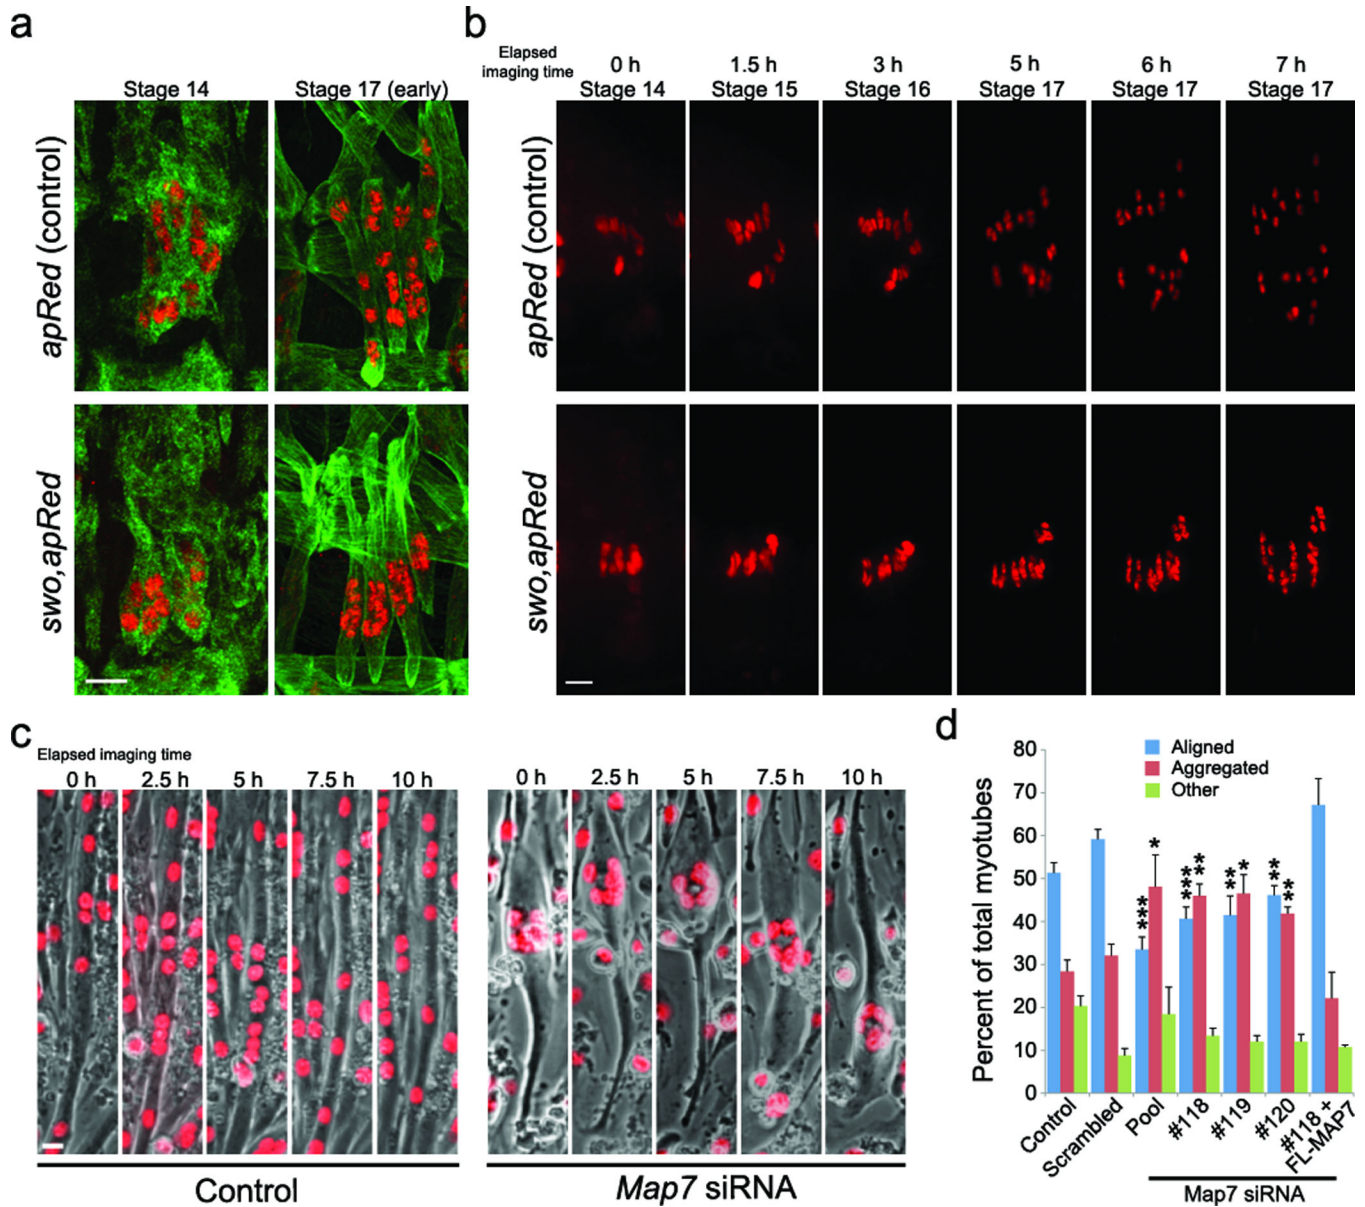 a
Stage 14
Stage 17 (early)
apRed (control)
swo,apRed
b
Elapsed
imaging time
0 h
1.5 h
3 h
5 h
6 h
7 h
Stage 14
Stage 15
Stage 16
Stage 17
Stage 17
Stage 17
apRed (control)
swo,apRed
c
Elapsed imaging time
0 h
2.5 h
5 h
7.5 h
10 h
0 h
2.5 h
5 h
7.5 h
10 h
Control
Map7 siRNA
d
Aligned
Aggregated
Other
Percent of total myotubes
80
70
60
50
40
30
20
10
0
***
*
***
**
**
*
**
**
Control
Scrambled
Pool
#118
#119
#120
#118 +
FL-MAP7
Map7 siRNA